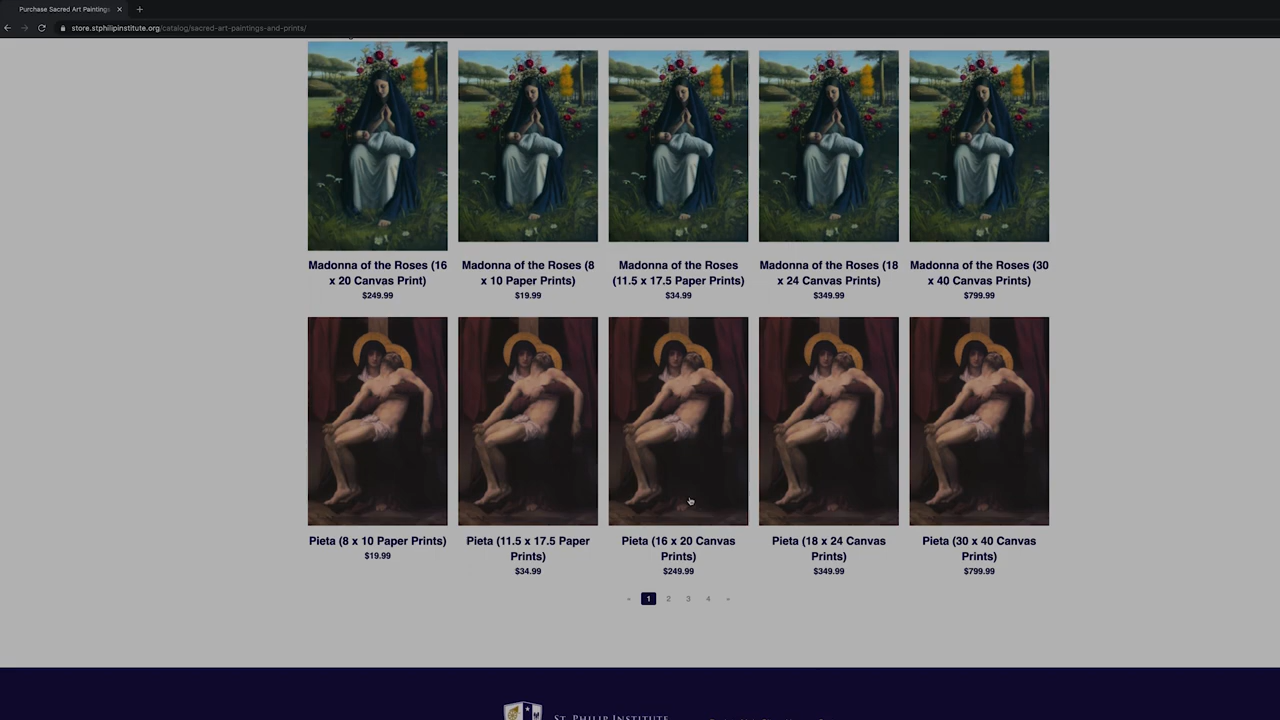 Purchase Sacred Art Paintings
store.stphilipinstitute.org/catalog/sacred-art-paintings-and-prints/
Madonna of the Roses (16
x 20 Canvas Print)
$249.99
Madonna of the Roses (8
x 10 Paper Prints)
$19.99
Madonna of the Roses
(11.5 x 17.5 Paper Prints)
$34.99
Madonna of the Roses (18
x 24 Canvas Prints)
$349.99
Madonna of the Roses (30
x 40 Canvas Prints)
$799.99
Pieta (8 x 10 Paper Prints)
$19.99
Pieta (11.5 x 17.5 Paper
Prints)
$34.99
Pieta (16 x 20 Canvas
Prints)
$249.99
Pieta (18 x 24 Canvas
Prints)
$349.99
Pieta (30 x 40 Canvas
Prints)
$799.99
« 1 2 3 4 »
ST. PHILIP INSTITUTE